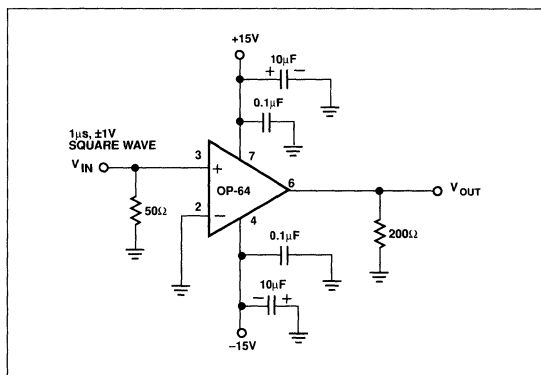 +15V
10µF
+ −
0.1µF
1µs, ±1V
SQUARE WAVE
V IN
3
+
7
OP-64
6
V OUT
2
−
4
50Ω
200Ω
0.1µF
10µF
− +
−15V